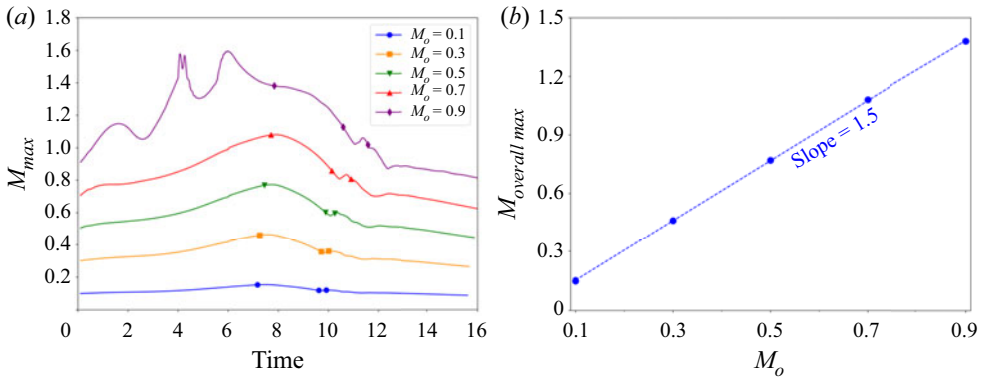 (a)
1.8
1.6
1.4
1.2
1.0
0.8
0.6
0.4
0.2
M_max
0 2 4 6 8 10 12 14 16
Time
M_o = 0.1
M_o = 0.3
M_o = 0.5
M_o = 0.7
M_o = 0.9
(b)
1.5
1.2
0.9
0.6
0.3
0
M_overall max
Slope = 1.5
0.1 0.3 0.5 0.7 0.9
M_o